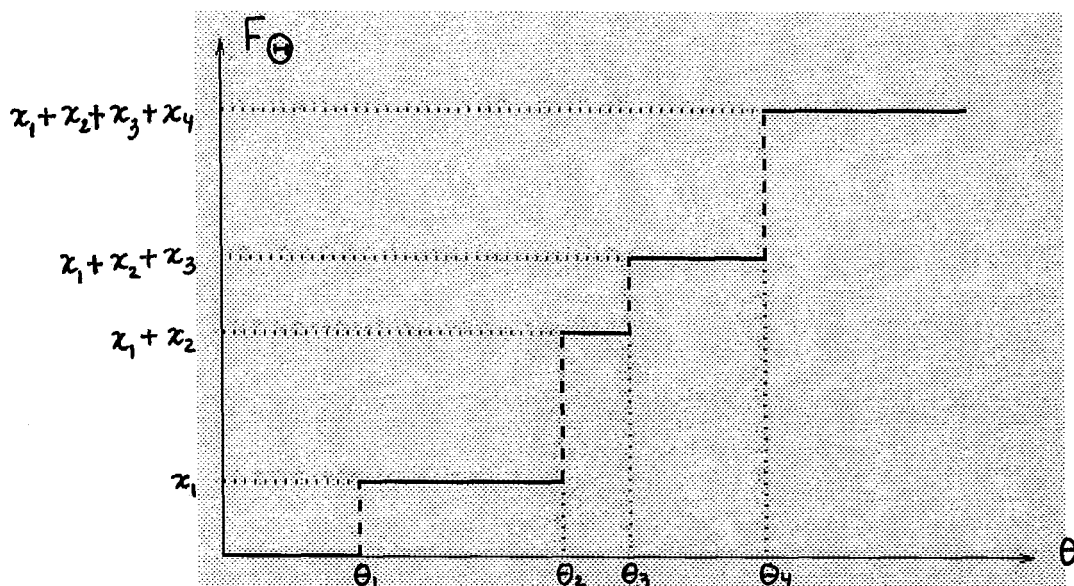 F_Θ
x₁ + x₂ + x₃ + x₄
x₁ + x₂ + x₃
x₁ + x₂
x₁
θ
θ₁ θ₂ θ₃ θ₄